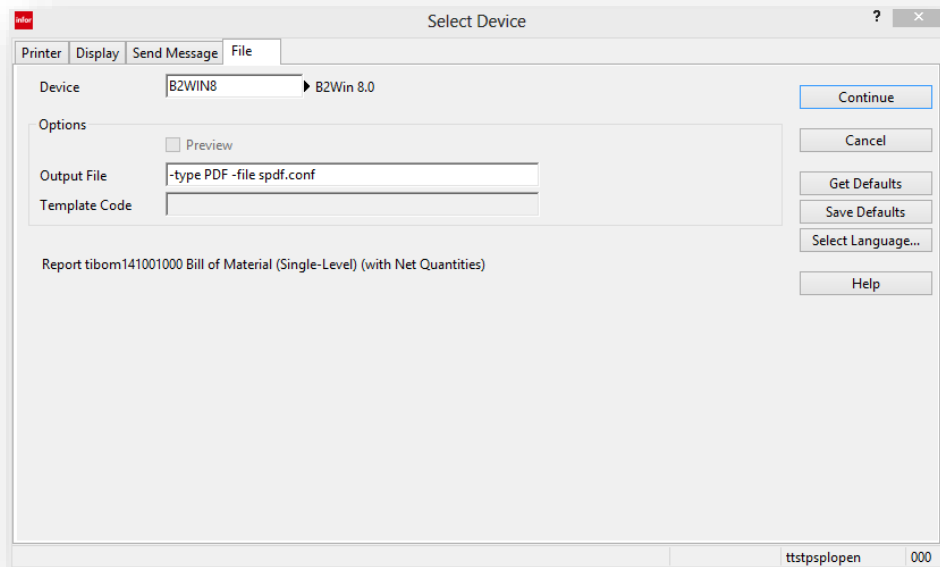 infor
Select Device
?
Printer
Display
Send Message
File
Device
B2WIN8
B2Win 8.0
Continue
Options
Preview
Cancel
Output File
-type PDF -file spdf.conf
Get Defaults
Template Code
Save Defaults
Select Language...
Report tibom141001000 Bill of Material (Single-Level) (with Net Quantities)
Help
ttstpsplopen
000